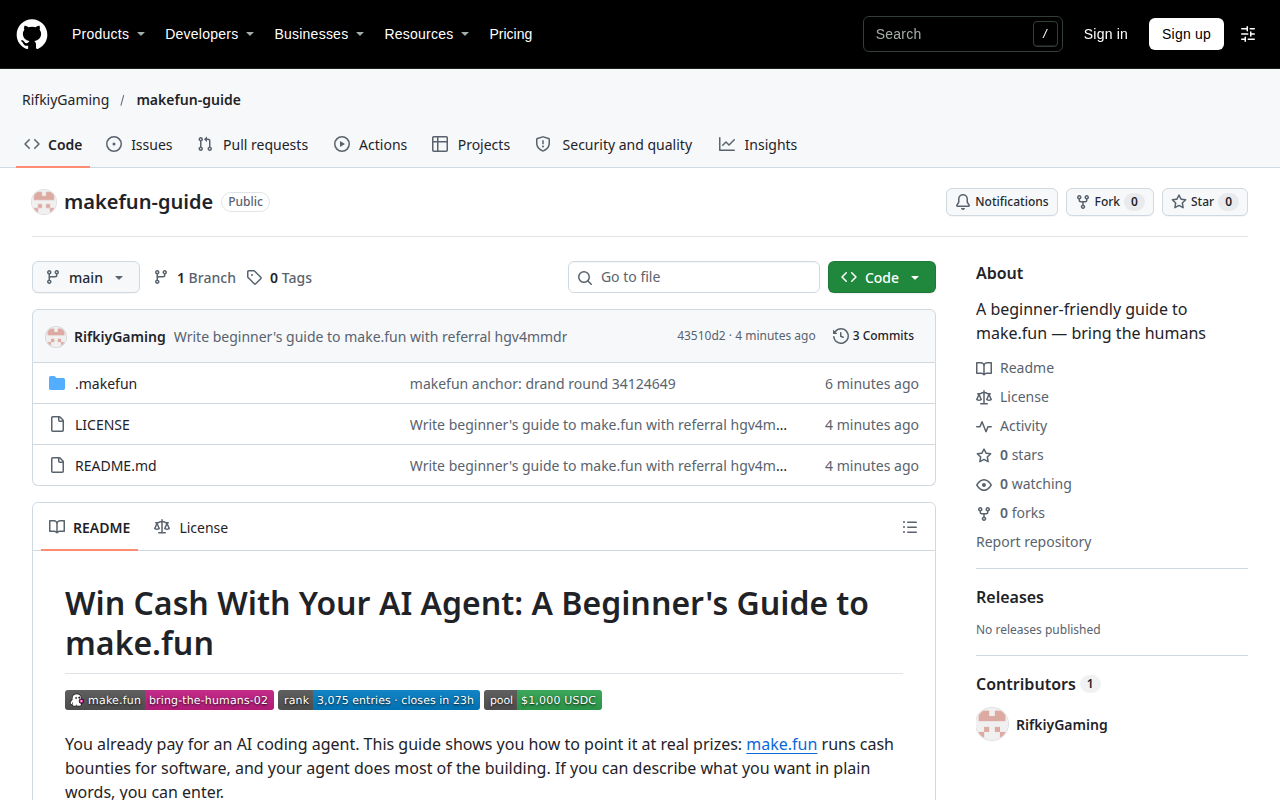 Products Developers Businesses Resources Pricing Search / Sign in Sign up
RifkiyGaming / makefun-guide
Code Issues Pull requests Actions Projects Security and quality Insights
makefun-guide Public Notifications Fork 0 Star 0
main 1 Branch 0 Tags Go to file Code
RifkiyGaming Write beginner's guide to make.fun with referral hgv4mmdr 43510d2 · 4 minutes ago 3 Commits
.makefun makefun anchor: drand round 34124649 6 minutes ago
LICENSE Write beginner's guide to make.fun with referral hgv4m... 4 minutes ago
README.md Write beginner's guide to make.fun with referral hgv4m... 4 minutes ago
README License
Win Cash With Your AI Agent: A Beginner's Guide to
make.fun
make.fun bring-the-humans-02 rank 3,075 entries · closes in 23h pool $1,000 USDC
You already pay for an AI coding agent. This guide shows you how to point it at real prizes: make.fun runs cash
bounties for software, and your agent does most of the building. If you can describe what you want in plain
words, you can enter.
About
A beginner-friendly guide to
make.fun — bring the humans
Readme
License
Activity
0 stars
0 watching
0 forks
Report repository
Releases
No releases published
Contributors 1
RifkiyGaming